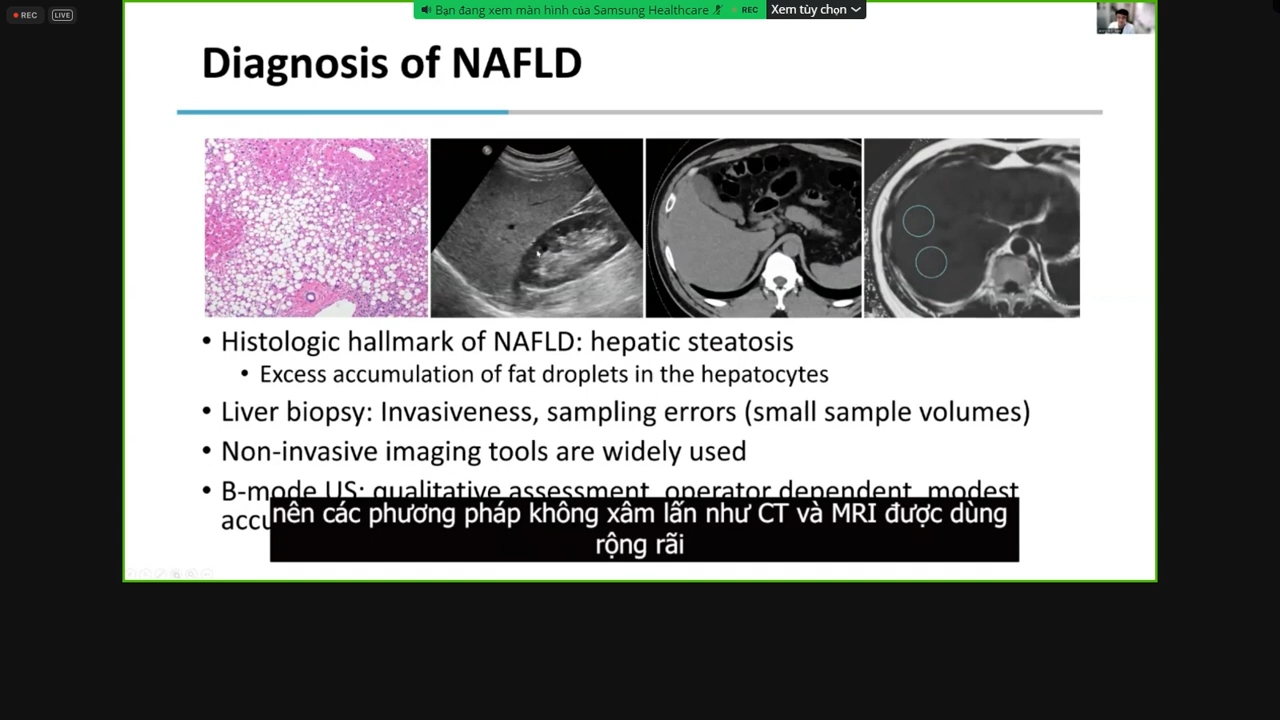 REC
LIVE
Bạn đang xem màn hình của Samsung Healthcare
REC
Xem tùy chọn
Diagnosis of NAFLD
• Histologic hallmark of NAFLD: hepatic steatosis
• Excess accumulation of fat droplets in the hepatocytes
• Liver biopsy: Invasiveness, sampling errors (small sample volumes)
• Non-invasive imaging tools are widely used
• B-mode US: qualitative assessment, operator dependent, modest
accu
nên các phương pháp không xâm lấn như CT và MRI được dùng
rộng rãi